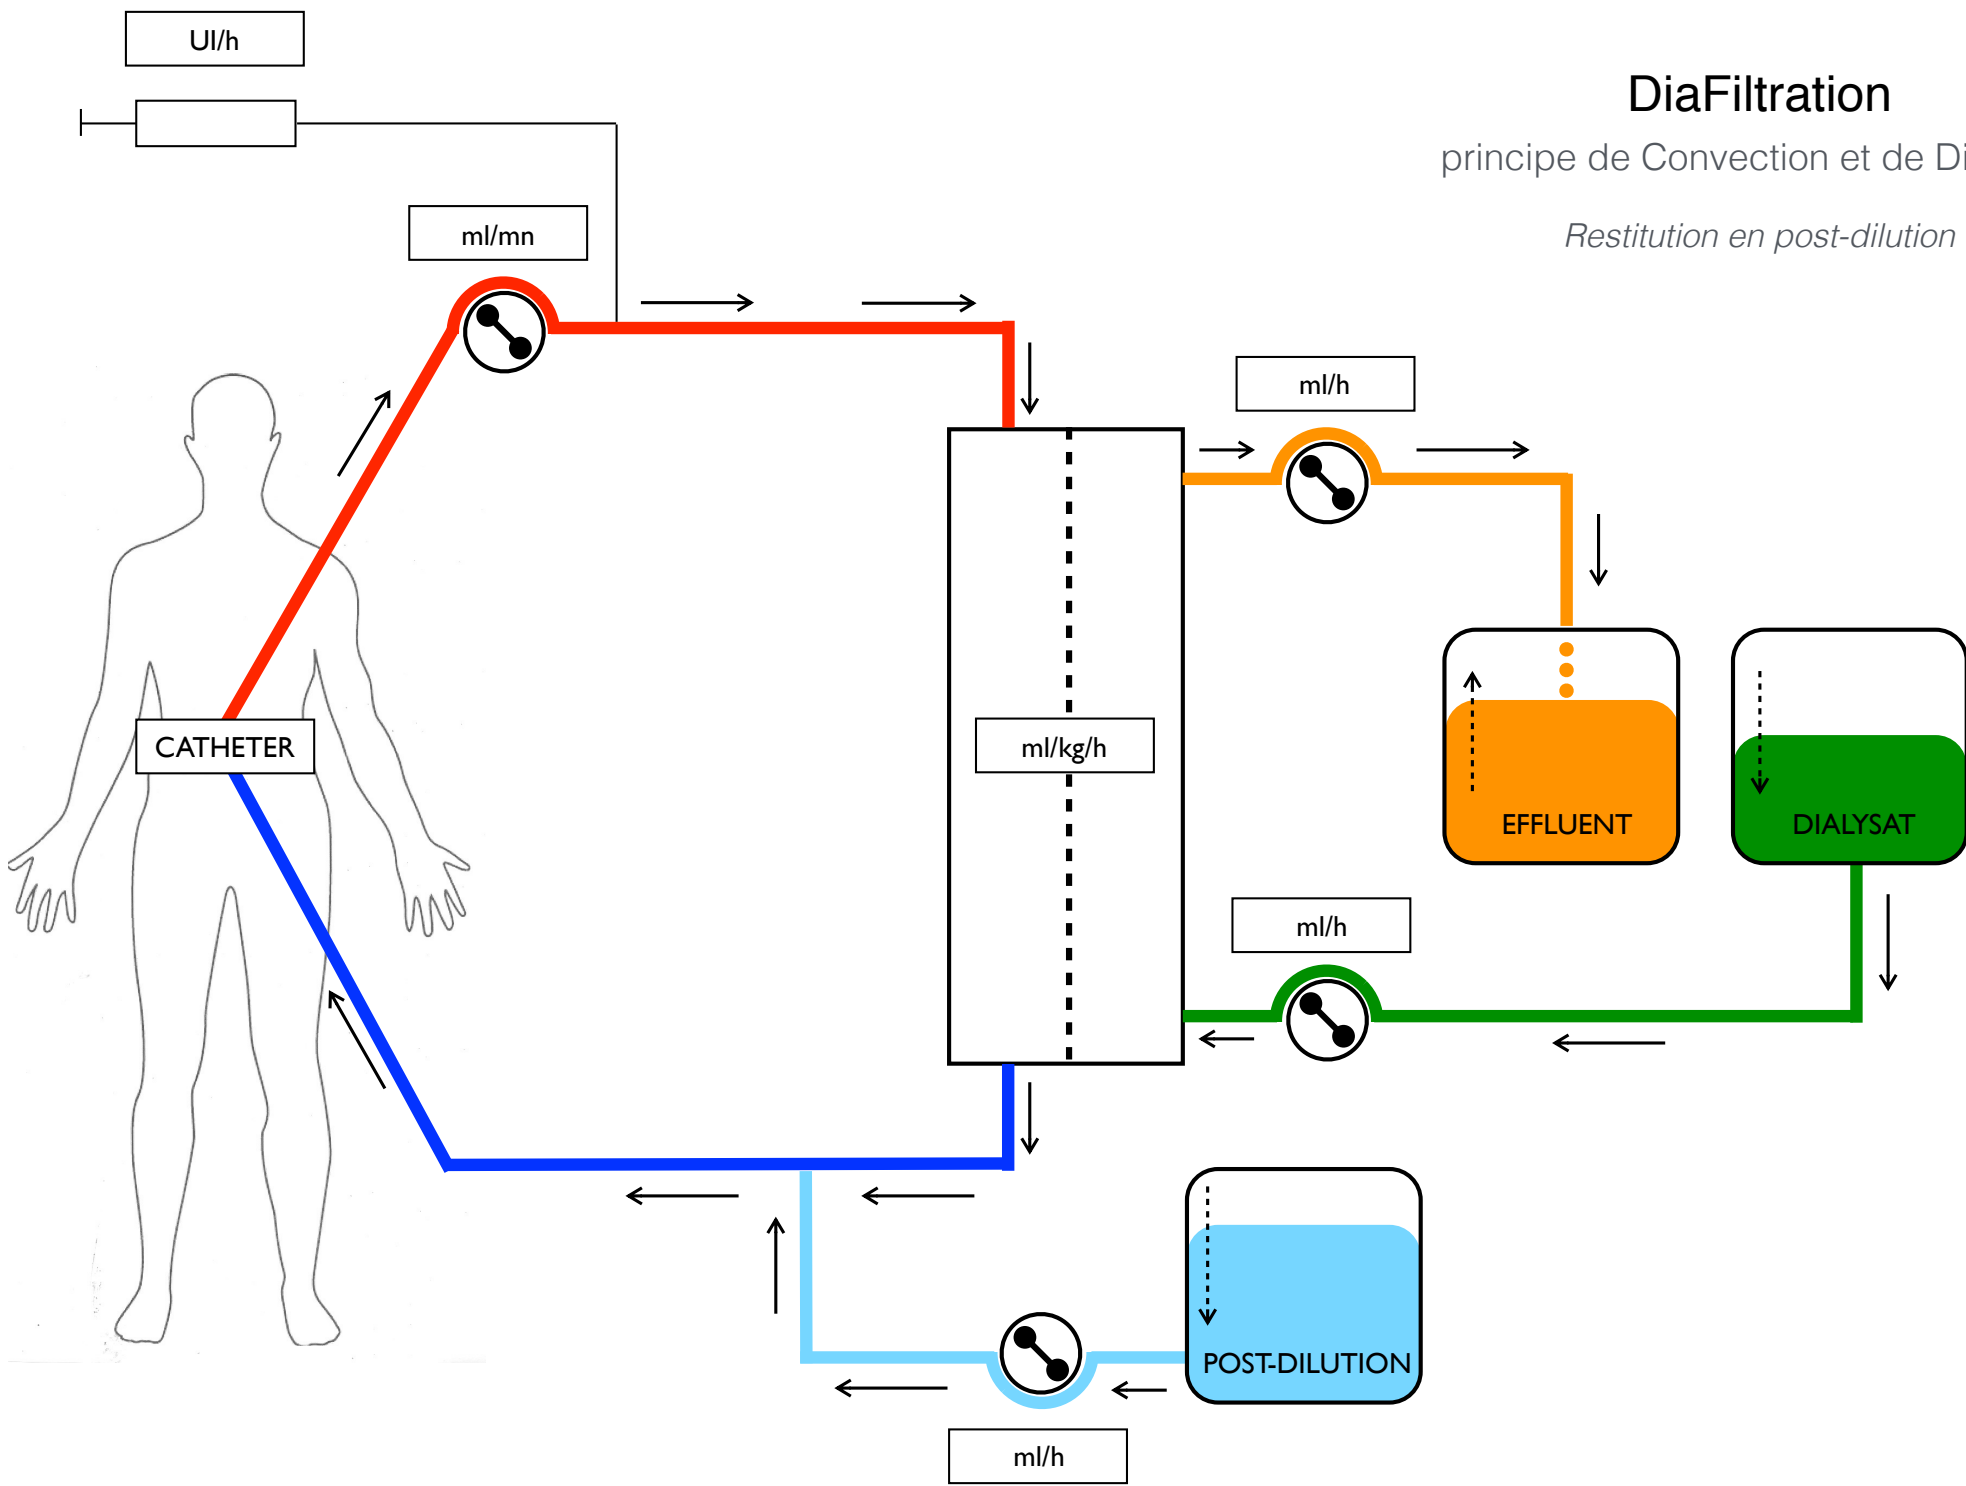 UI/h
DiaFiltration
principe de Convection et de
Restitution en post-dilution
ml/mn
ml/h
CATHETER
ml/kg/h
EFFLUENT
DIALYSAT
ml/h
POST-DILUTION
ml/h